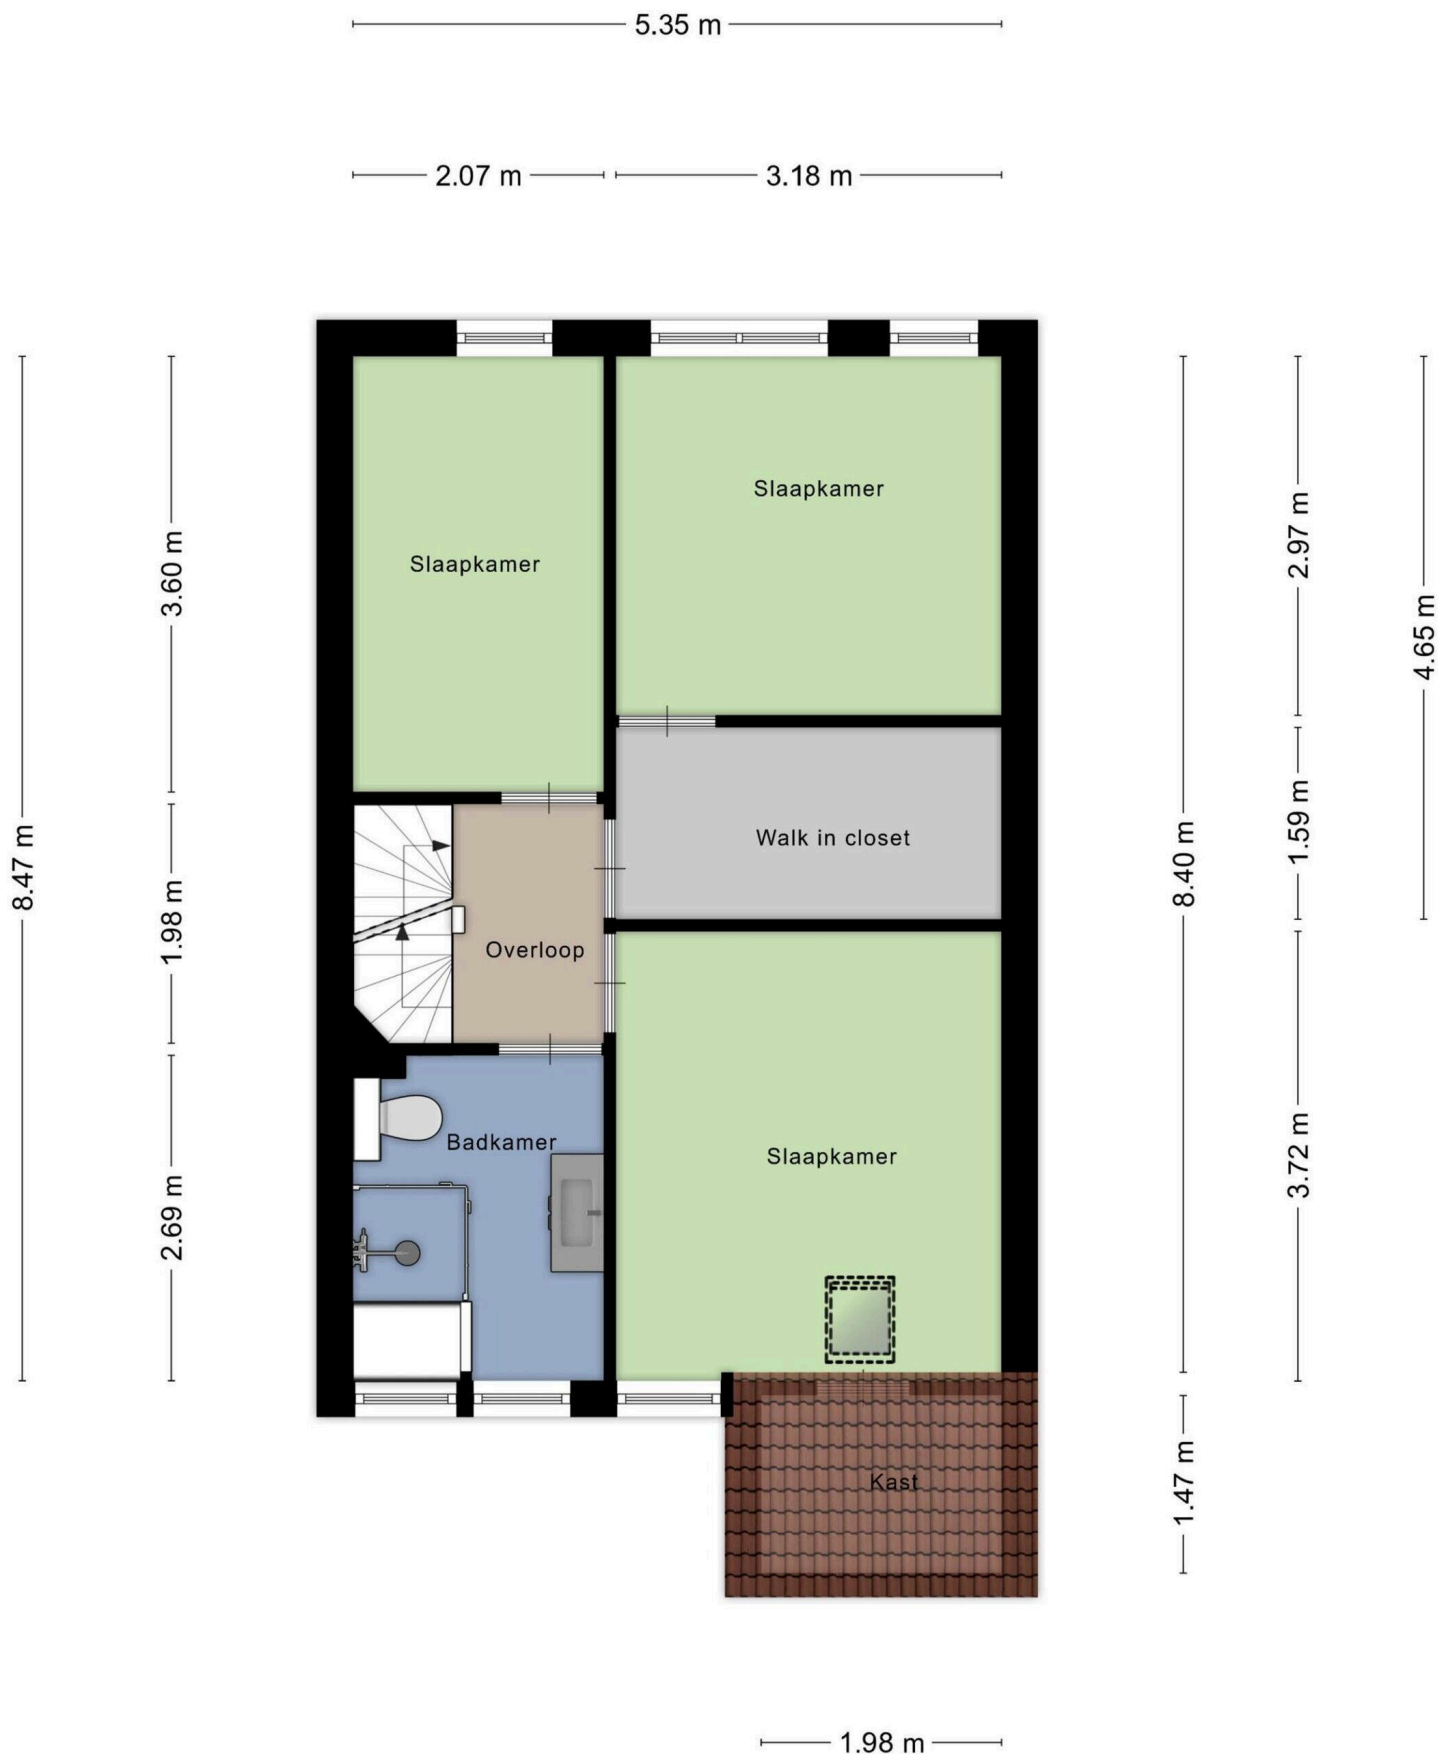 5.35 m
2.07 m
3.18 m
Slaapkamer
Slaapkamer
2.97 m
3.60 m
4.65 m
Walk in closet
1.59 m
8.47 m
8.40 m
1.98 m
Overloop
Badkamer
Slaapkamer
3.72 m
2.69 m
Kast
1.47 m
1.98 m